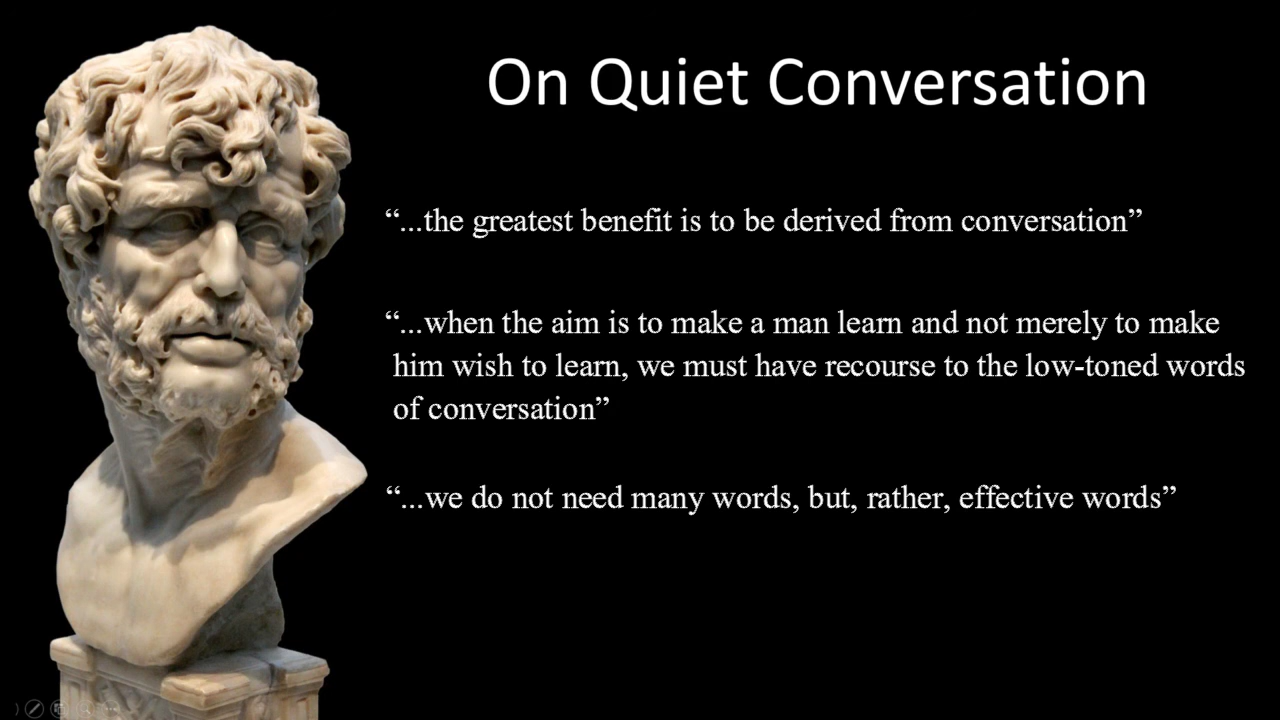 On Quiet Conversation
“...the greatest benefit is to be derived from conversation”
“...when the aim is to make a man learn and not merely to make
him wish to learn, we must have recourse to the low-toned words
of conversation”
“...we do not need many words, but, rather, effective words”